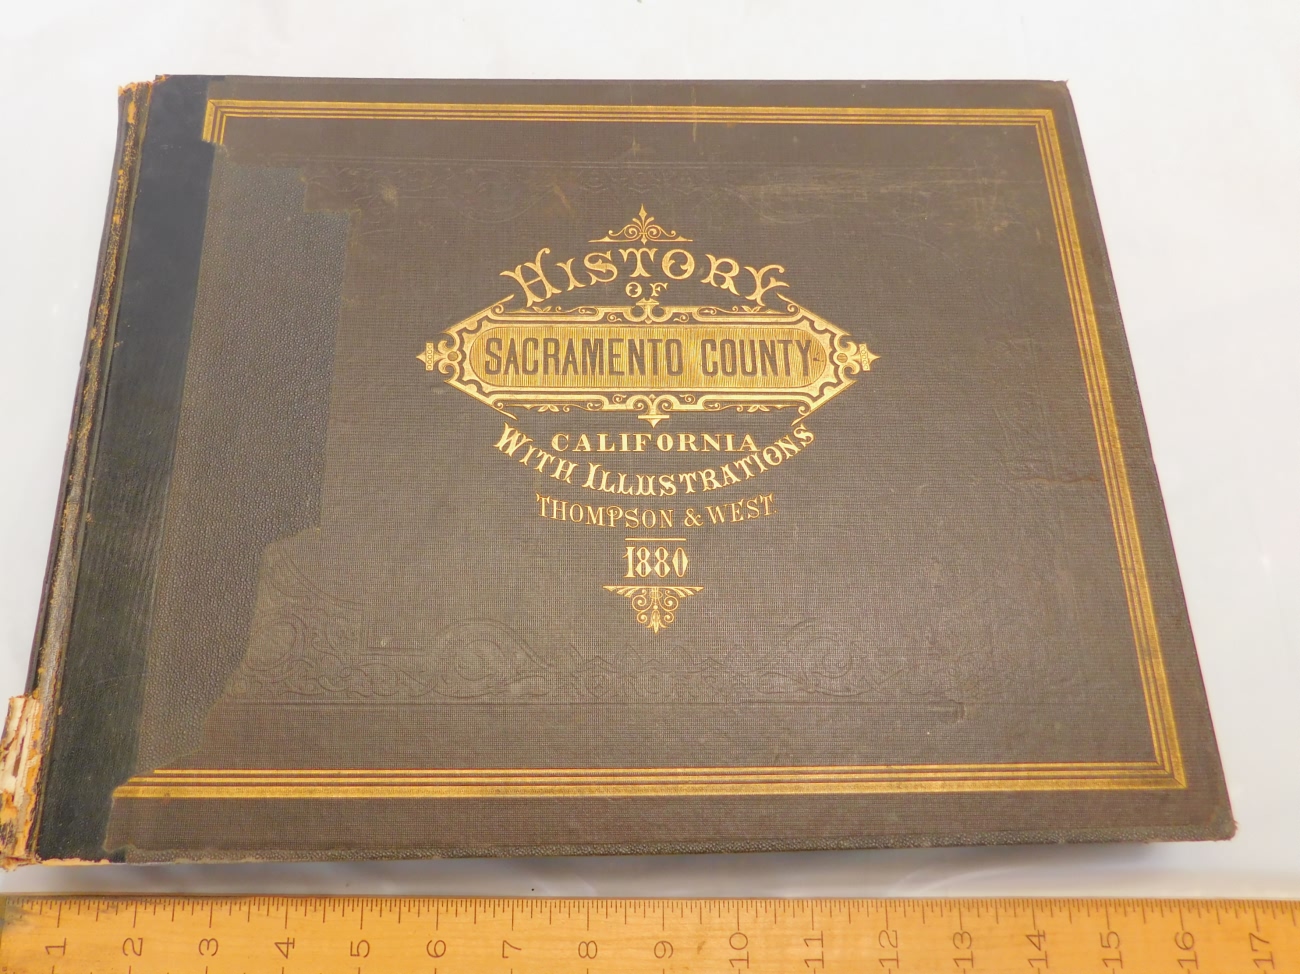 HISTORY
OF
SACRAMENTO COUNTY
CALIFORNIA
WITH ILLUSTRATIONS
THOMPSON & WEST
1880
1 2 3 4 5 6 7 8 9 10 11 12 13 14 15 16 17